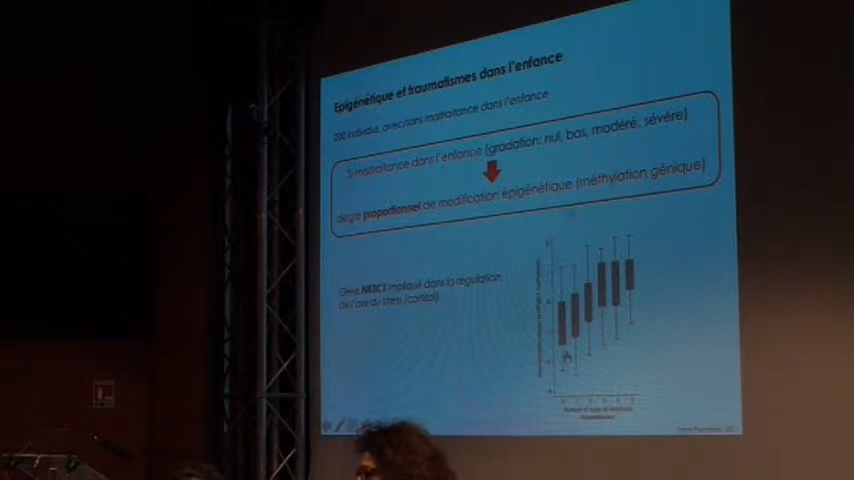 Epigénétique et traumatismes dans l'enfance
200 individus, avec/sans maltraitance dans l'enfance
Si maltraitance dans l'enfance (gradation: nul, bas, modéré, sévère)
degré proportionnel de modification épigénétique (méthylation génique)
Gène NR3C1 impliqué dans la régulation
de l'axe du stress (cortisol)